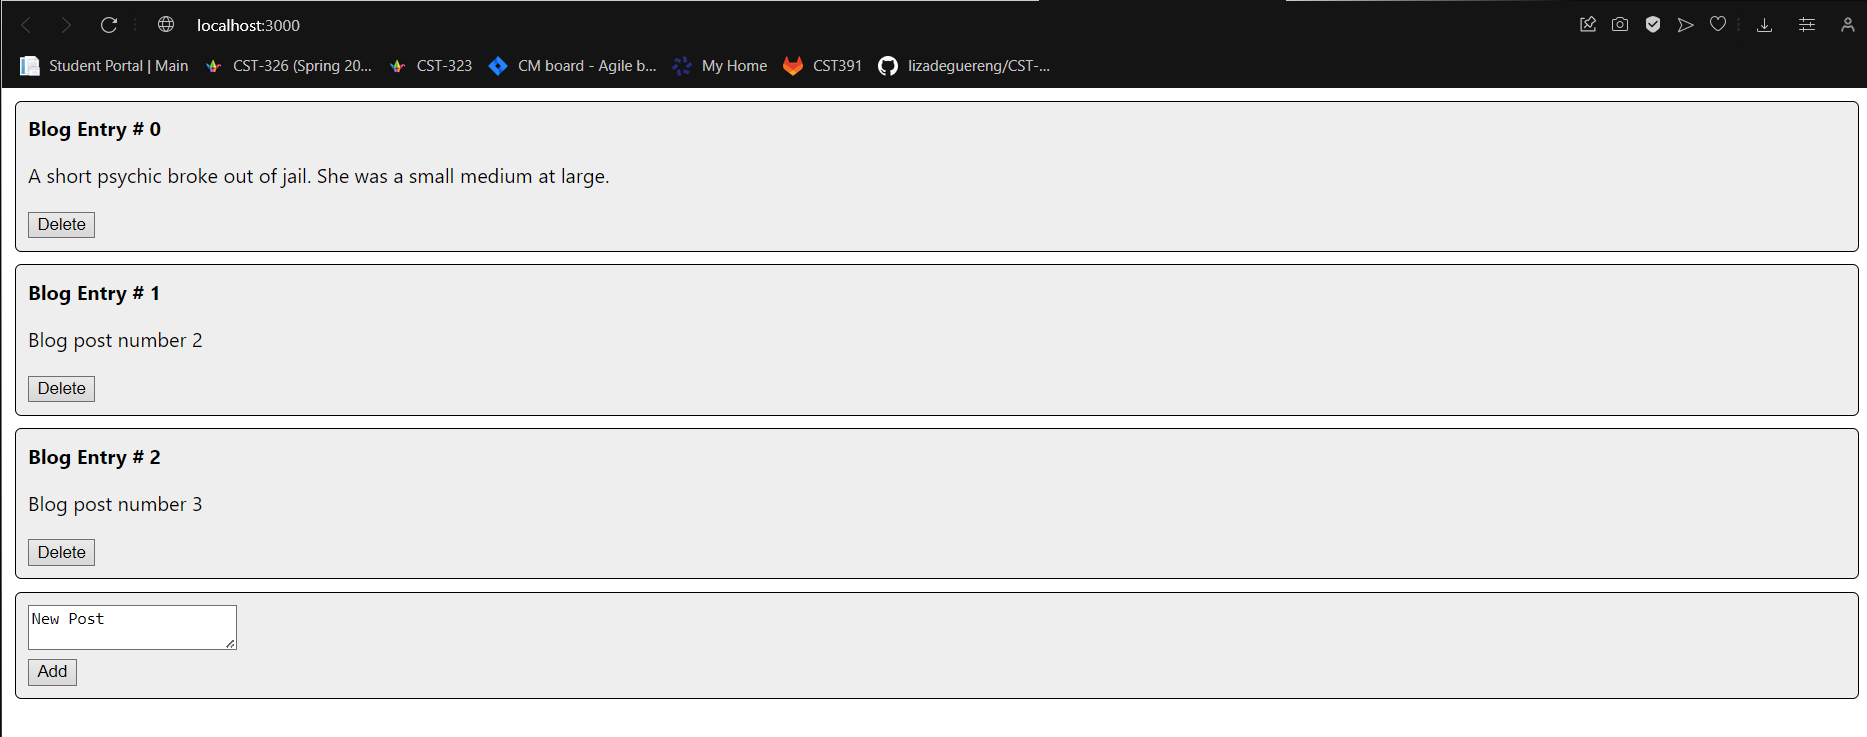 localhost:3000
Student Portal | Main CST-326 (Spring 20... CST-323 CM board - Agile b... My Home CST391 lizadeguereng/CST-...
Blog Entry # 0
A short psychic broke out of jail. She was a small medium at large.
Delete
Blog Entry # 1
Blog post number 2
Delete
Blog Entry # 2
Blog post number 3
Delete
New Post
Add